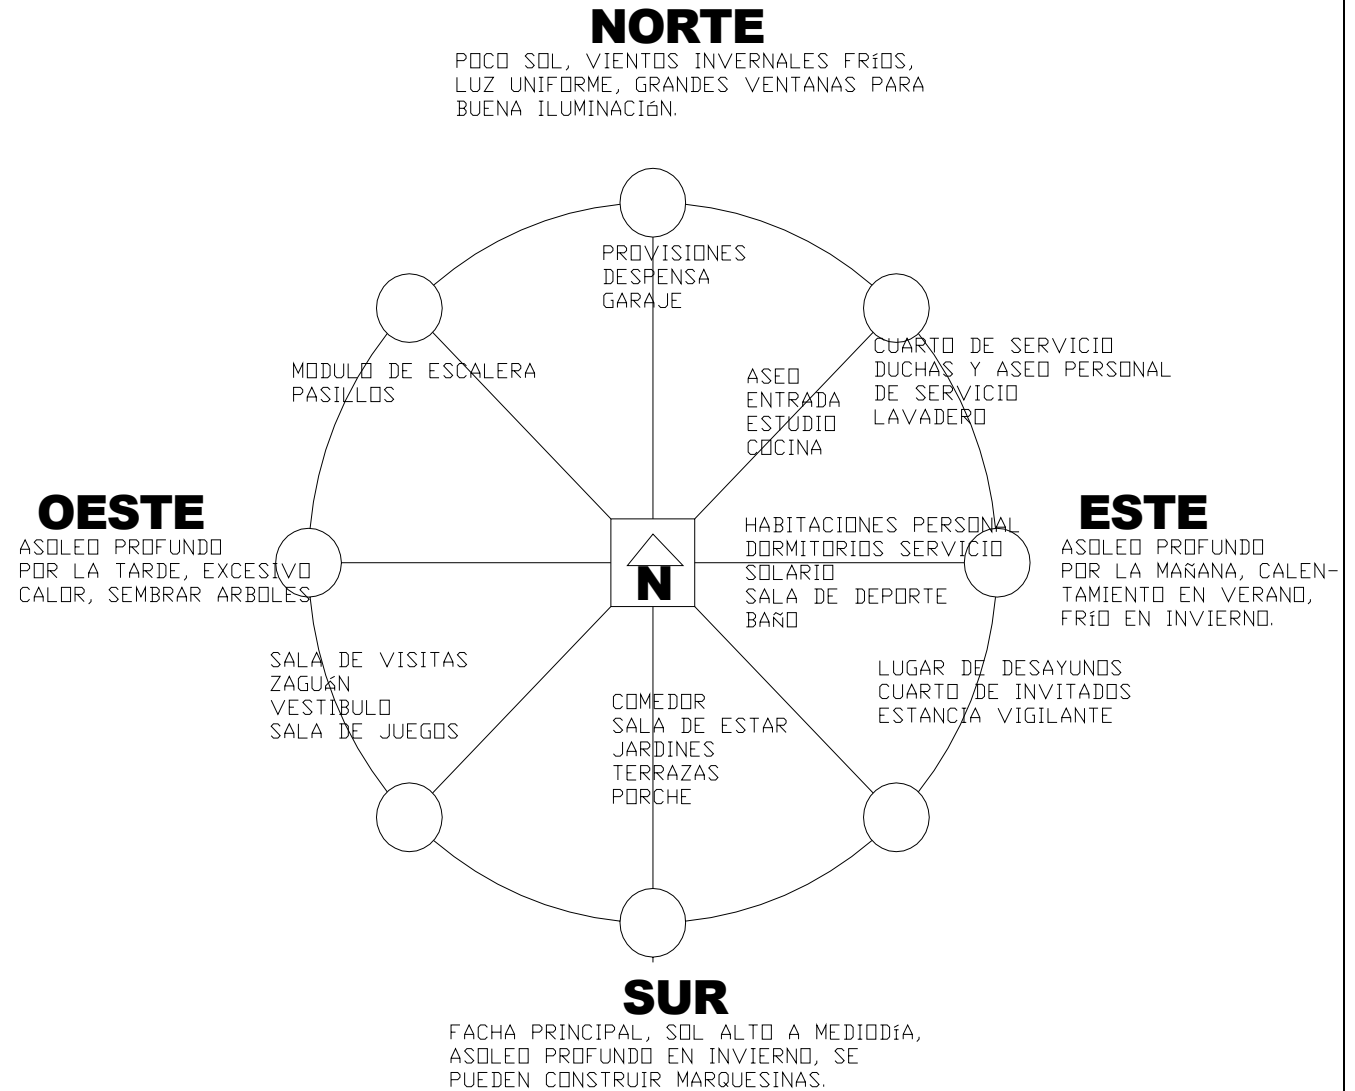 NORTE
POCO SOL, VIENTOS INVERNALES FRíOS,
LUZ UNIFORME, GRANDES VENTANAS PARA
BUENA ILUMINACIóN.
PROVISIONES
DESPENSA
GARAJE
MODULO DE ESCALERA
PASILLOS
ASEO
ENTRADA
ESTUDIO
COCINA
CUARTO DE SERVICIO
DUCHAS Y ASEO PERSONAL
DE SERVICIO
LAVADERO
OESTE
ASOLEO PROFUNDO
POR LA TARDE, EXCESIVO
CALOR, SEMBRAR ARBOLES
N
HABITACIONES PERSONAL
DORMITORIOS SERVICIO
SOLARIO
SALA DE DEPORTE
BAñO
ESTE
ASOLEO PROFUNDO
POR LA MAñANA, CALEN-
TAMIENTO EN VERANO,
FRíO EN INVIERNO.
SALA DE VISITAS
ZAGUáN
VESTIBULO
SALA DE JUEGOS
COMEDOR
SALA DE ESTAR
JARDINES
TERRAZAS
PORCHE
LUGAR DE DESAYUNOS
CUARTO DE INVITADOS
ESTANCIA VIGILANTE
SUR
FACHA PRINCIPAL, SOL ALTO A MEDIODíA,
ASOLEO PROFUNDO EN INVIERNO, SE
PUEDEN CONSTRUIR MARQUESINAS.